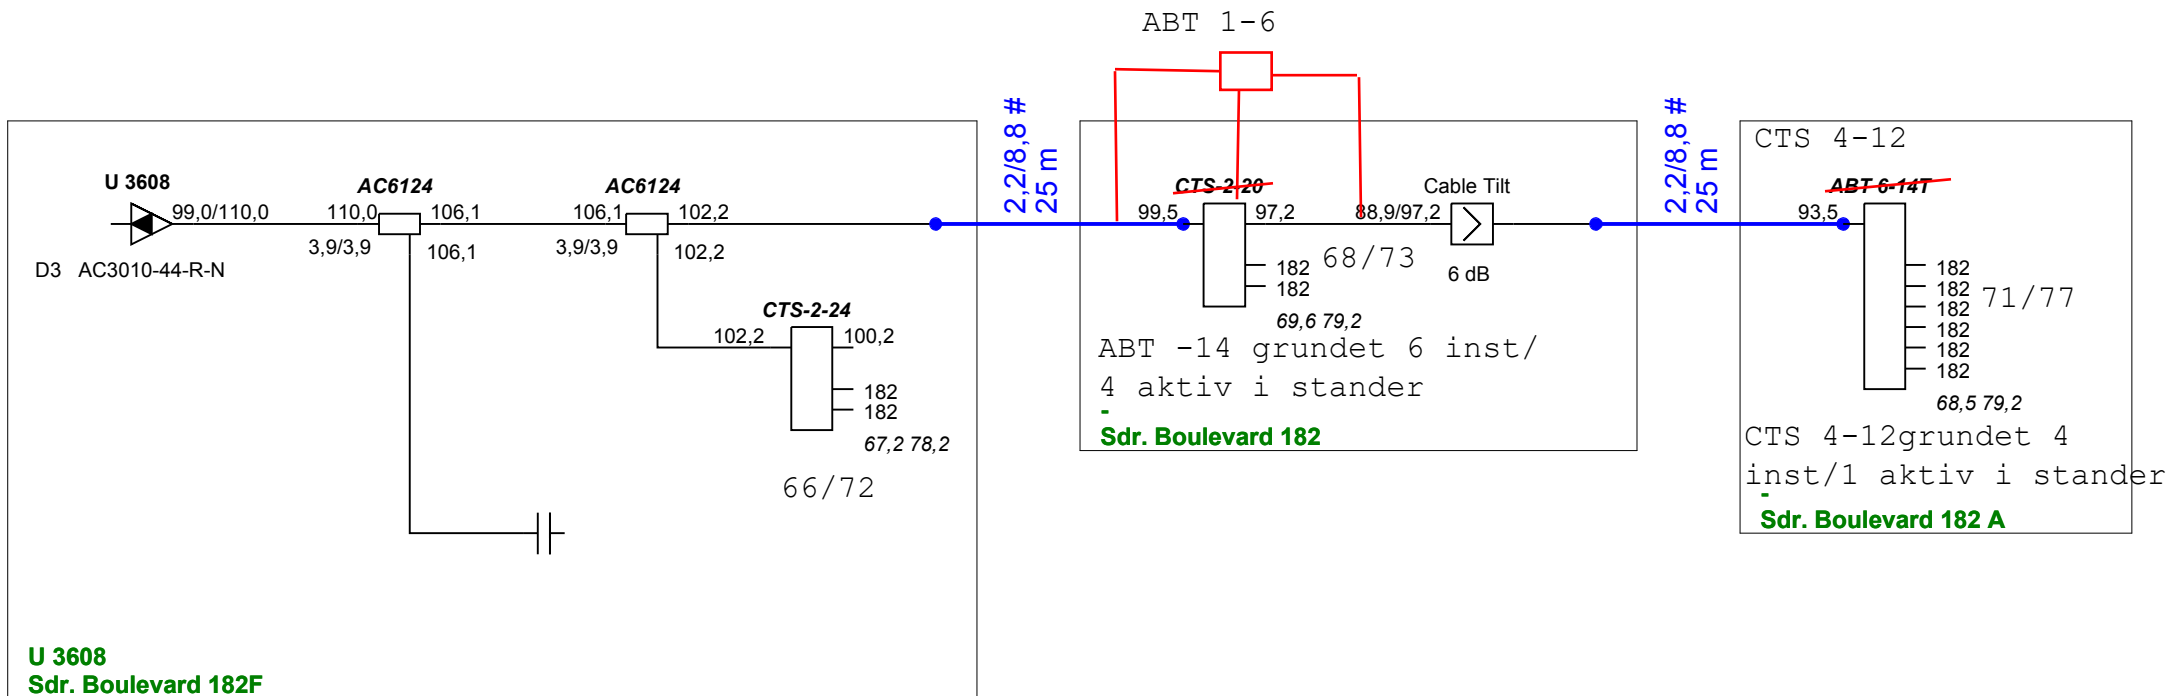 ABT 1-6
2,2/8,8 #
25 m
2,2/8,8 #
25 m
CTS 4-12
U 3608
AC6124
AC6124
CTS-2-20
Cable Tilt
ABT 6-14T
99,0/110,0
110,0
106,1
106,1
102,2
99,5
97,2
88,9/97,2
93,5
3,9/3,9
106,1
3,9/3,9
102,2
D3 AC3010-44-R-N
182
182
68/73
6 dB
182
182
182
182
182
182
71/77
CTS-2-24
69,6 79,2
102,2
100,2
ABT -14 grundet 6 inst/
4 aktiv i stander
-
Sdr. Boulevard 182
182
182
67,2 78,2
66/72
68,5 79,2
CTS 4-12grundet 4
inst/1 aktiv i stander
-
Sdr. Boulevard 182 A
U 3608
Sdr. Boulevard 182F